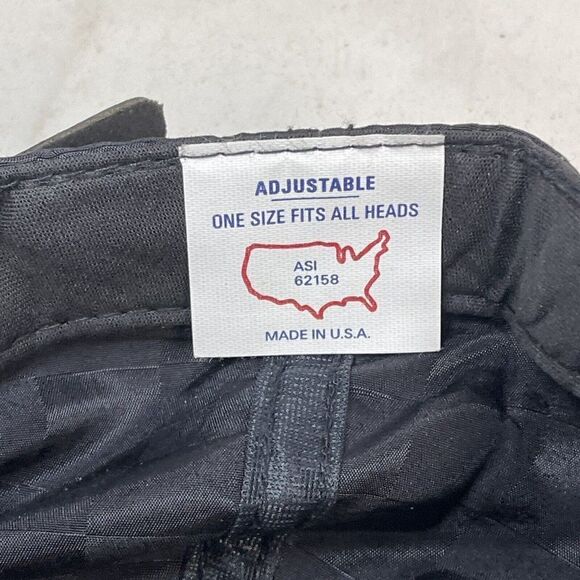 ADJUSTABLE
ONE SIZE FITS ALL HEADS
ASI
62158
MADE IN U.S.A.